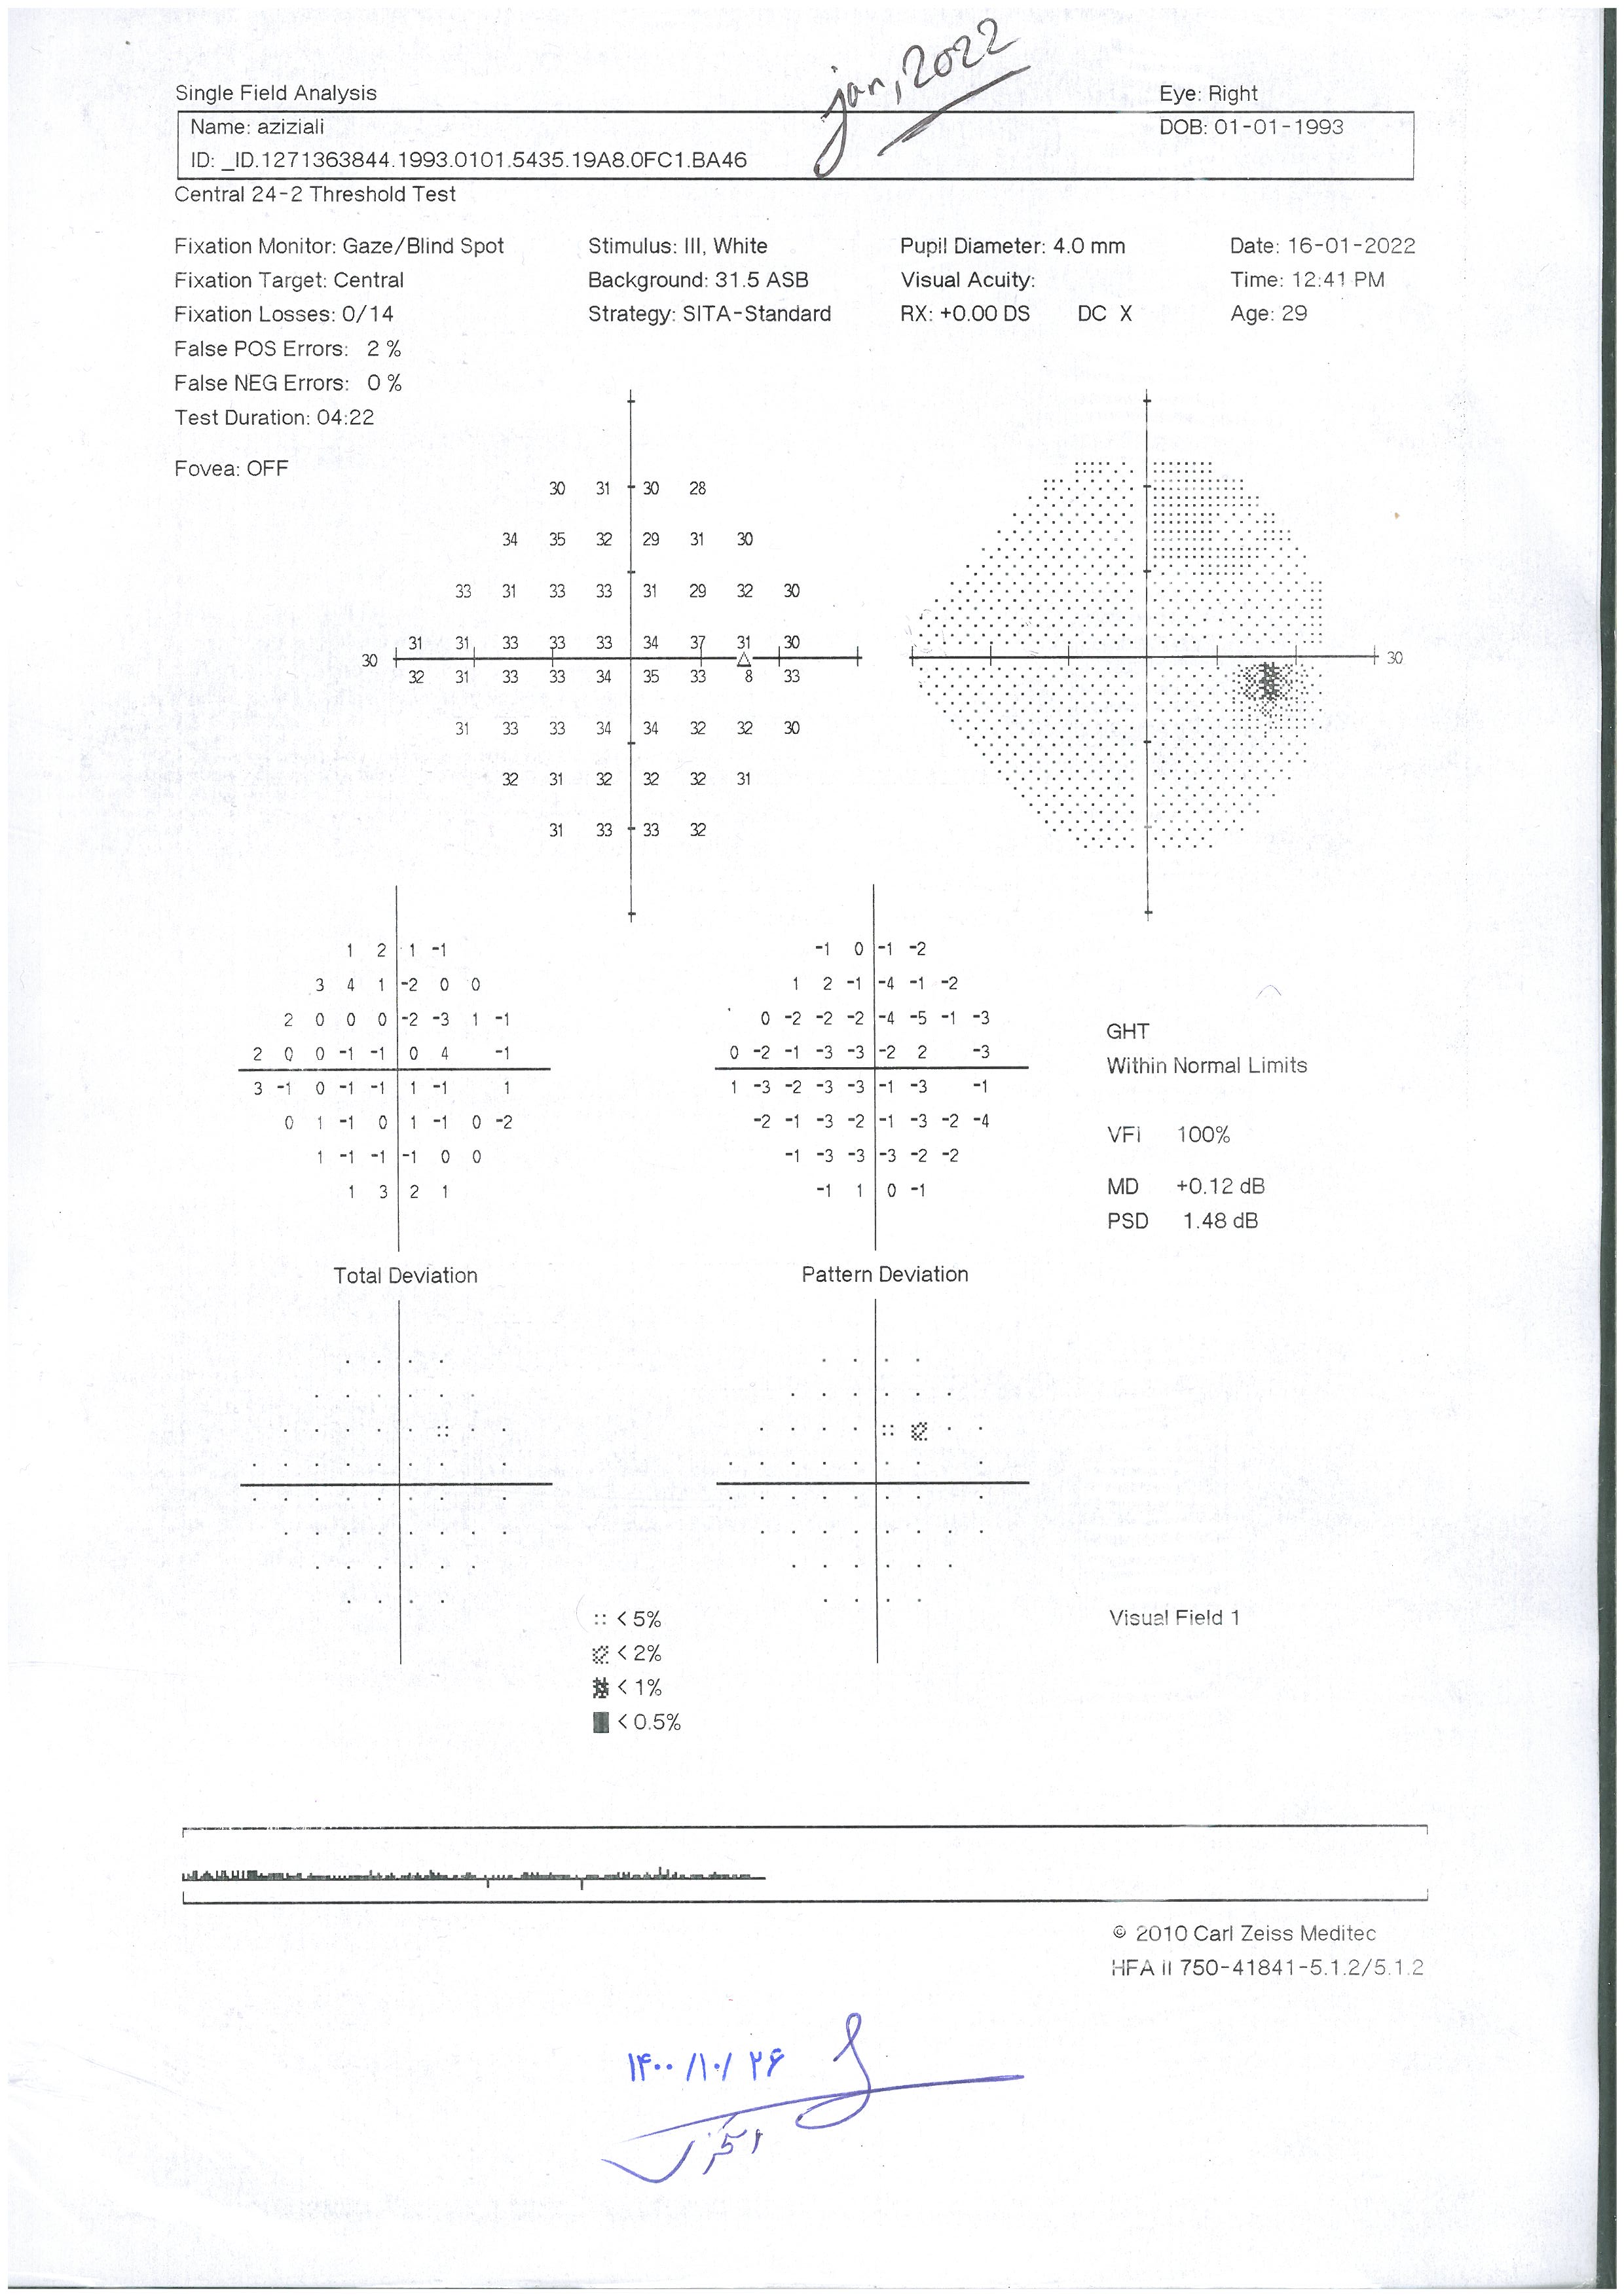 jan, 2022
Single Field Analysis
Eye: Right
Name: aziziali
DOB: 01-01-1993
ID: _ID.1271363844.1993.0101.5435.19A8.0FC1.BA46
Central 24-2 Threshold Test
Fixation Monitor: Gaze/Blind Spot
Stimulus: III, White
Pupil Diameter: 4.0 mm
Date: 16-01-2022
Fixation Target: Central
Background: 31.5 ASB
Visual Acuity:
Time: 12:41 PM
Fixation Losses: 0/14
Strategy: SITA-Standard
RX: +0.00 DS DC X
Age: 29
False POS Errors: 2 %
False NEG Errors: 0 %
Test Duration: 04:22
Fovea: OFF
30 31 30 28
34 35 32 29 31 30
33 31 33 33 31 29 32 30
31 31 33 33 33 34 37 31 30
30
30
32 31 33 33 34 35 33 8 33
31 33 33 34 34 32 32 30
32 31 32 32 32 31
31 33 33 32
1 2 1 -1
3 4 1 -2 0 0
2 0 0 0 -2 -3 1 -1
2 0 0 -1 -1 0 4 -1
3 -1 0 -1 -1 1 -1 1
0 1 -1 0 1 -1 0 -2
1 -1 -1 -1 0 0
1 3 2 1
Total Deviation
-1 0 -1 -2
1 2 -1 -4 -1 -2
0 -2 -2 -2 -4 -5 -1 -3
0 -2 -1 -3 -3 -2 2 -3
1 -3 -2 -3 -3 -1 -3 -1
-2 -1 -3 -2 -1 -3 -2 -4
-1 -3 -3 -3 -2 -2
-1 1 0 -1
Pattern Deviation
GHT
Within Normal Limits
VFI 100%
MD +0.12 dB
PSD 1.48 dB
< 5%
< 2%
< 1%
< 0.5%
Visual Field 1
© 2010 Carl Zeiss Meditec
HFA II 750-41841-5.1.2/5.1.2
۱۴۰۰/۱۰/۲۶